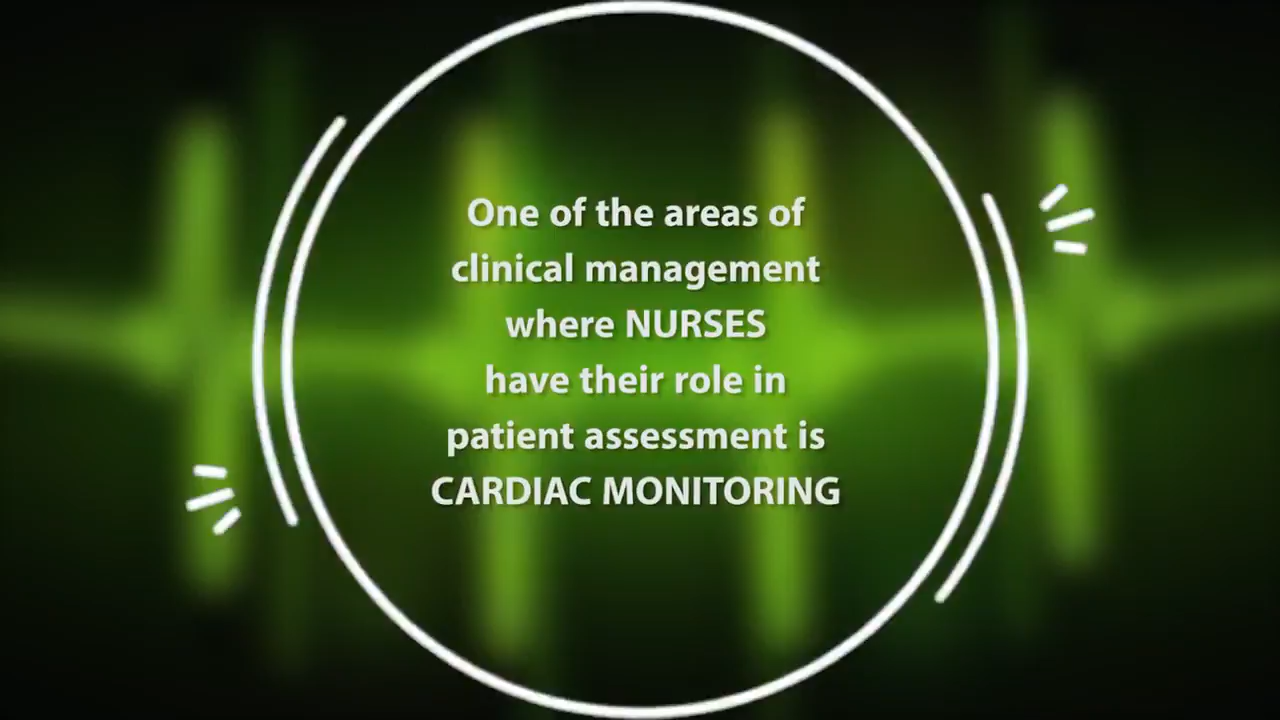 One of the areas of
clinical management
where NURSES
have their role in
patient assessment is
CARDIAC MONITORING